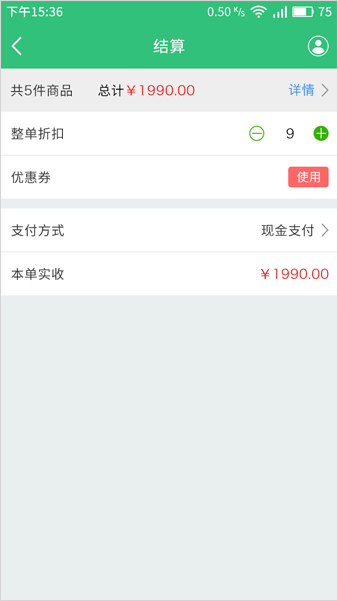 下午15:36 0.50 K/s 75
结算
共5件商品 总计￥1990.00 详情
整单折扣 9
优惠券 使用
支付方式 现金支付
本单实收 ￥1990.00